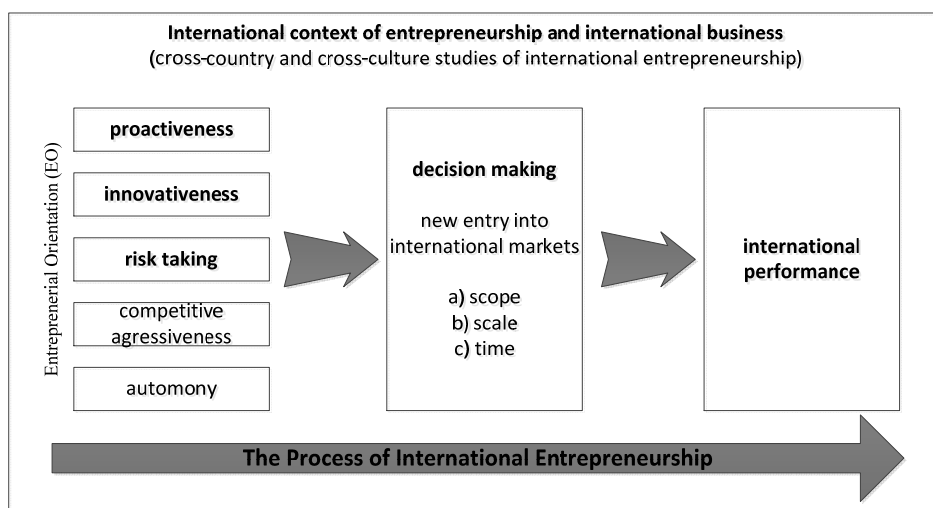 International context of entrepreneurship and international business
(cross-country and cross-culture studies of international entrepreneurship)
Entreprenerial Orientation (EO)
proactiveness
innovativeness
risk taking
competitive
agressiveness
automony
decision making
new entry into
international markets
a) scope
b) scale
c) time
international
performance
The Process of International Entrepreneurship